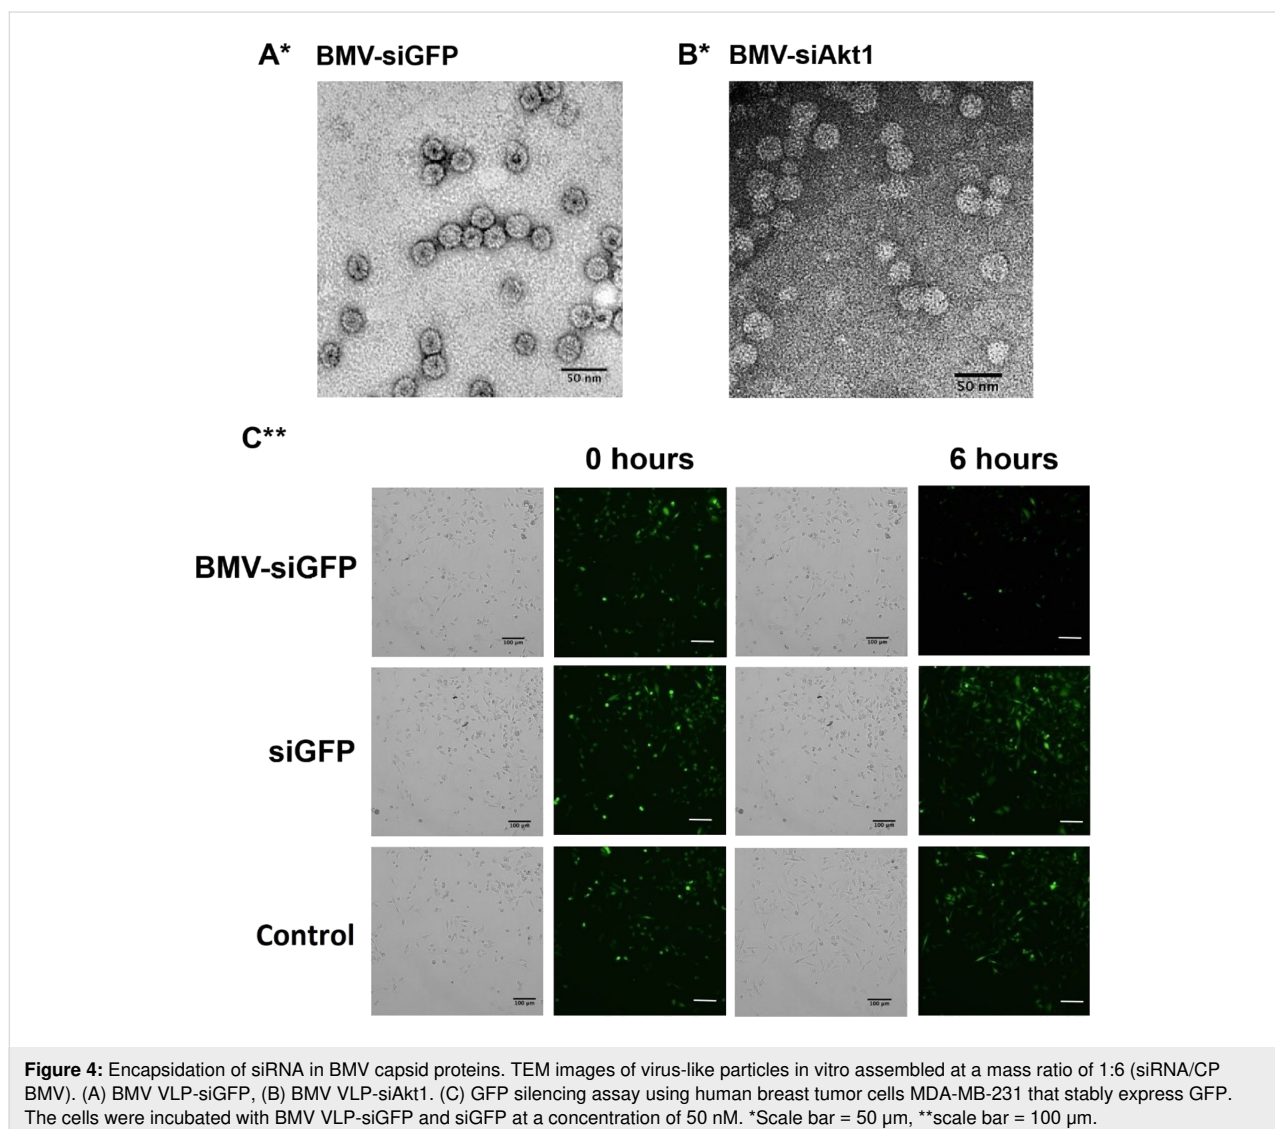 A* BMV-siGFP
B* BMV-siAkt1
50 nm
50 nm
C**
0 hours
6 hours
BMV-siGFP
100 µm
100 µm
siGFP
100 µm
100 µm
Control
100 µm
100 µm
Figure 4: Encapsidation of siRNA in BMV capsid proteins. TEM images of virus-like particles in vitro assembled at a mass ratio of 1:6 (siRNA/CP
BMV). (A) BMV VLP-siGFP, (B) BMV VLP-siAkt1. (C) GFP silencing assay using human breast tumor cells MDA-MB-231 that stably express GFP.
The cells were incubated with BMV VLP-siGFP and siGFP at a concentration of 50 nM. *Scale bar = 50 µm, **scale bar = 100 µm.